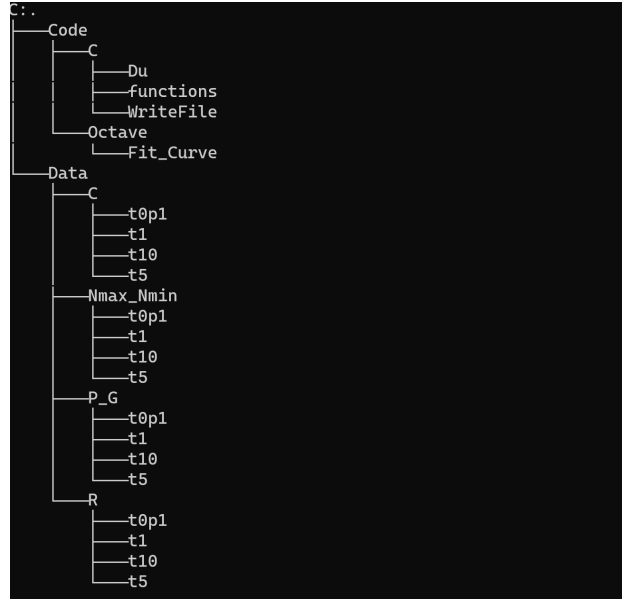 C:.
├───Code
│   ├───C
│   │   ├───Du
│   │   ├───functions
│   │   └───WriteFile
│   └───Octave
│       └───Fit_Curve
└───Data
    ├───C
    │   ├───t0p1
    │   ├───t1
    │   ├───t10
    │   └───t5
    ├───Nmax_Nmin
    │   ├───t0p1
    │   ├───t1
    │   ├───t10
    │   └───t5
    ├───P_G
    │   ├───t0p1
    │   ├───t1
    │   ├───t10
    │   └───t5
    └───R
        ├───t0p1
        ├───t1
        ├───t10
        └───t5